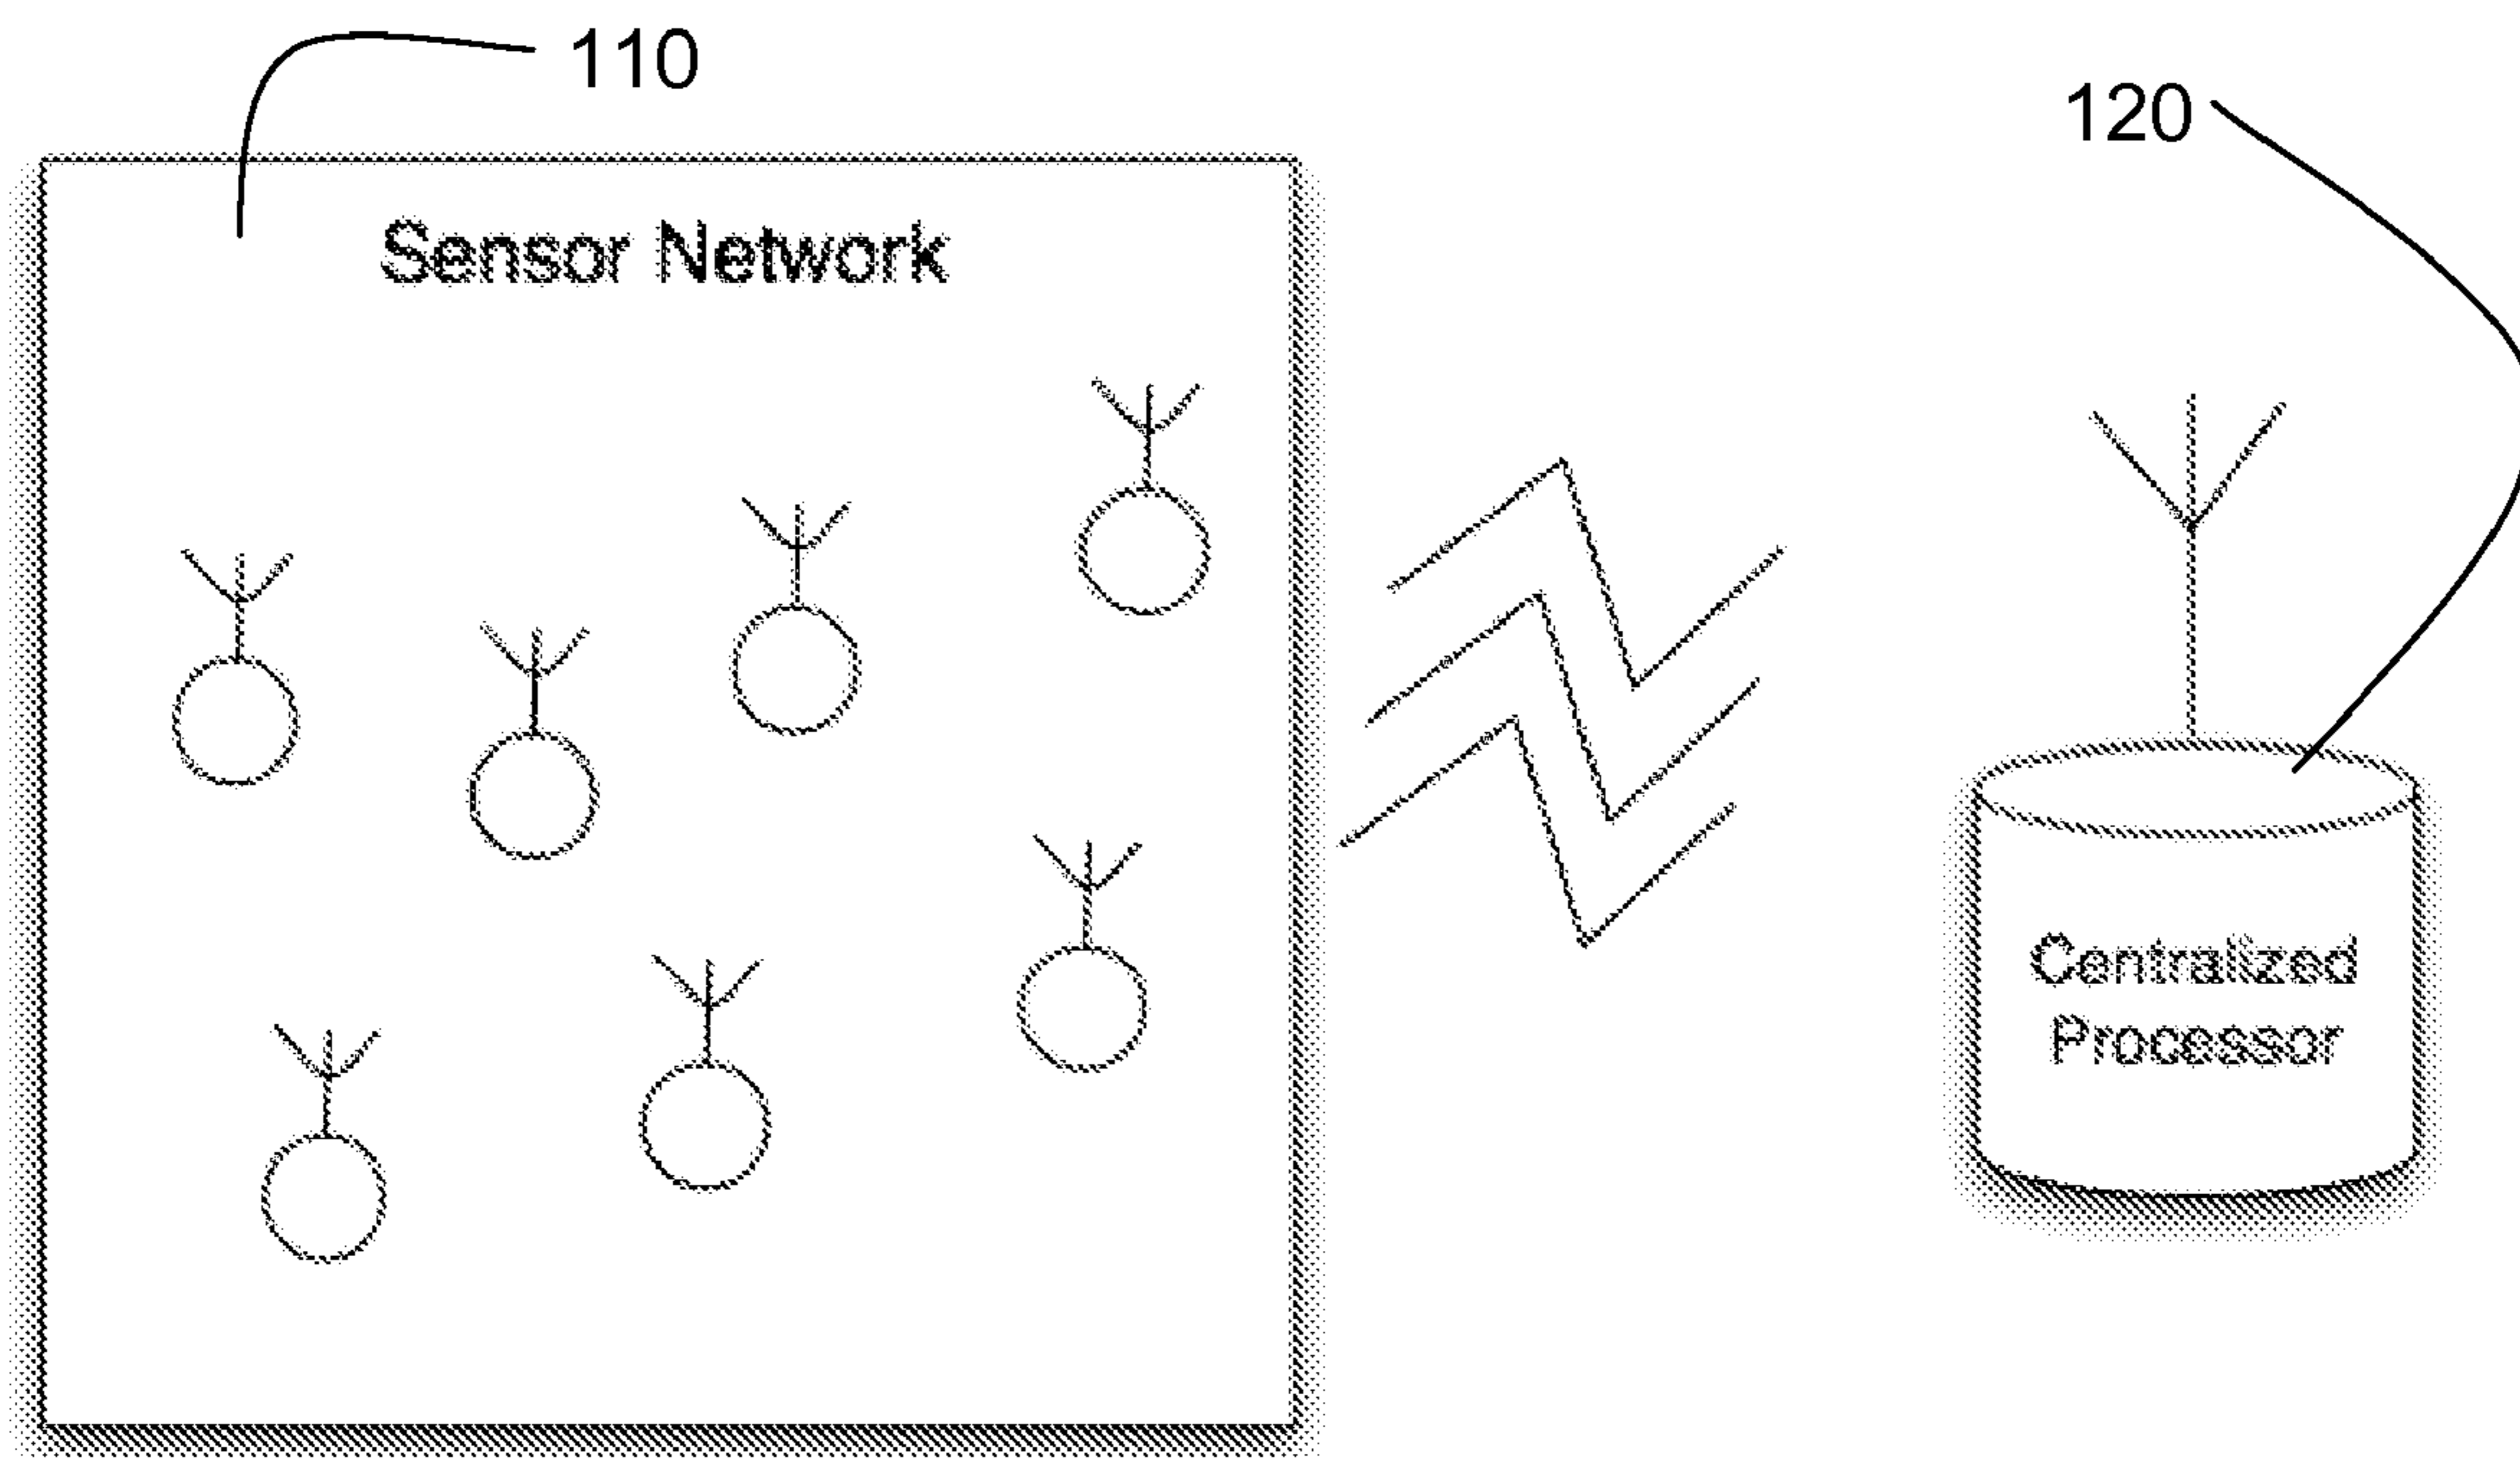 110
120
Sensor Network
Centralized
Processor